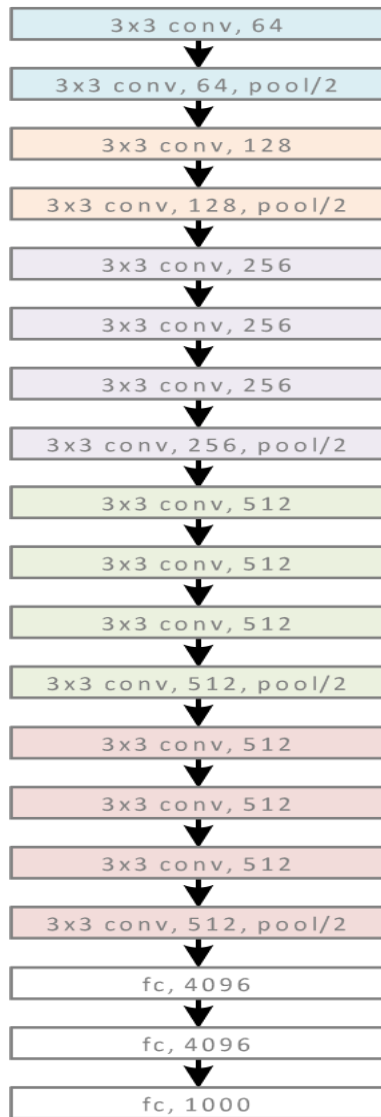 3x3 conv, 64
3x3 conv, 64, pool/2
3x3 conv, 128
3x3 conv, 128, pool/2
3x3 conv, 256
3x3 conv, 256
3x3 conv, 256
3x3 conv, 256, pool/2
3x3 conv, 512
3x3 conv, 512
3x3 conv, 512
3x3 conv, 512, pool/2
3x3 conv, 512
3x3 conv, 512
3x3 conv, 512
3x3 conv, 512, pool/2
fc, 4096
fc, 4096
fc, 1000